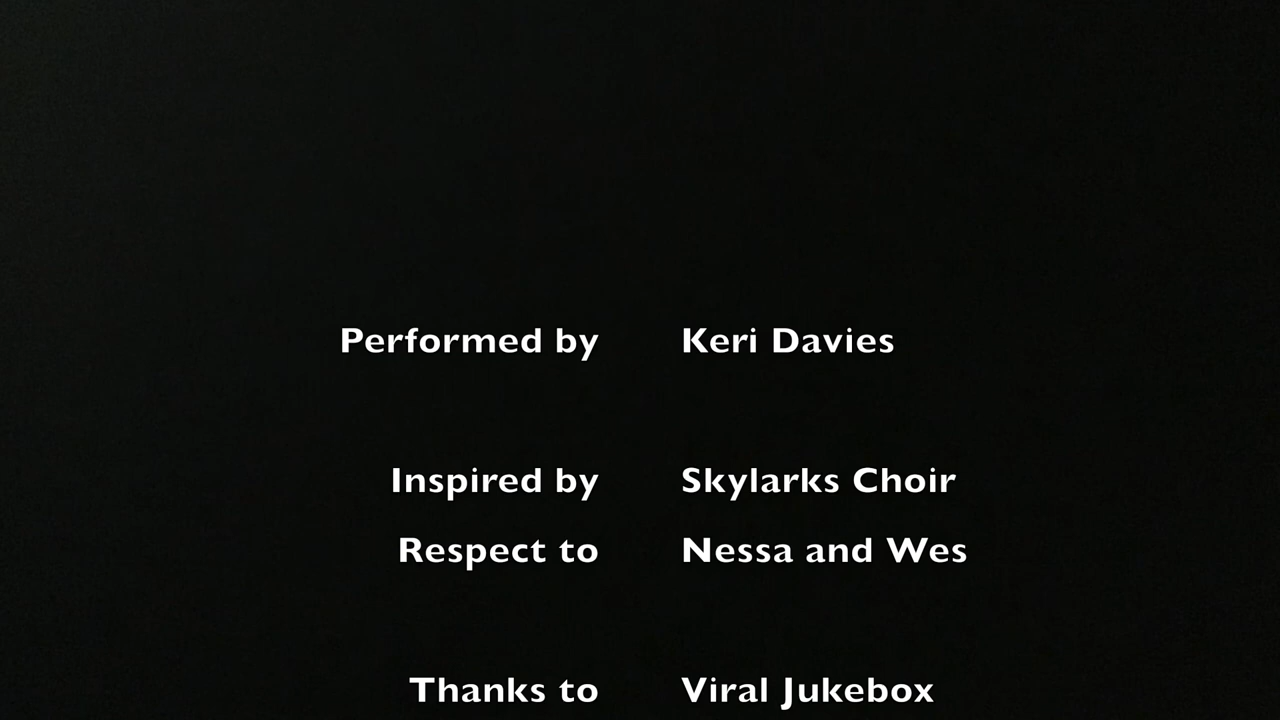 Performed by Keri Davies
Inspired by Skylarks Choir
Respect to Nessa and Wes
Thanks to Viral Jukebox